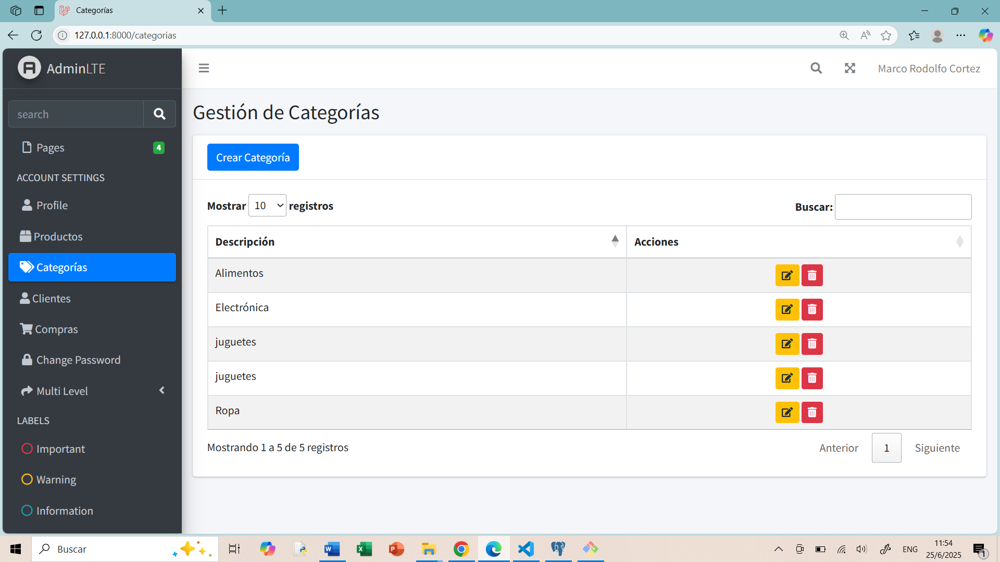 Categorías
127.0.0.1:8000/categorias
AdminLTE
Marco Rodolfo Cortez
search
Pages
4
ACCOUNT SETTINGS
Profile
Productos
Categorías
Clientes
Compras
Change Password
Multi Level
LABELS
Important
Warning
Information
Gestión de Categorías
Crear Categoría
Mostrar 10 registros
Buscar:
Descripción Acciones
Alimentos
Electrónica
juguetes
juguetes
Ropa
Mostrando 1 a 5 de 5 registros
Anterior 1 Siguiente
Buscar
ENG
11:54
25/6/2025
1